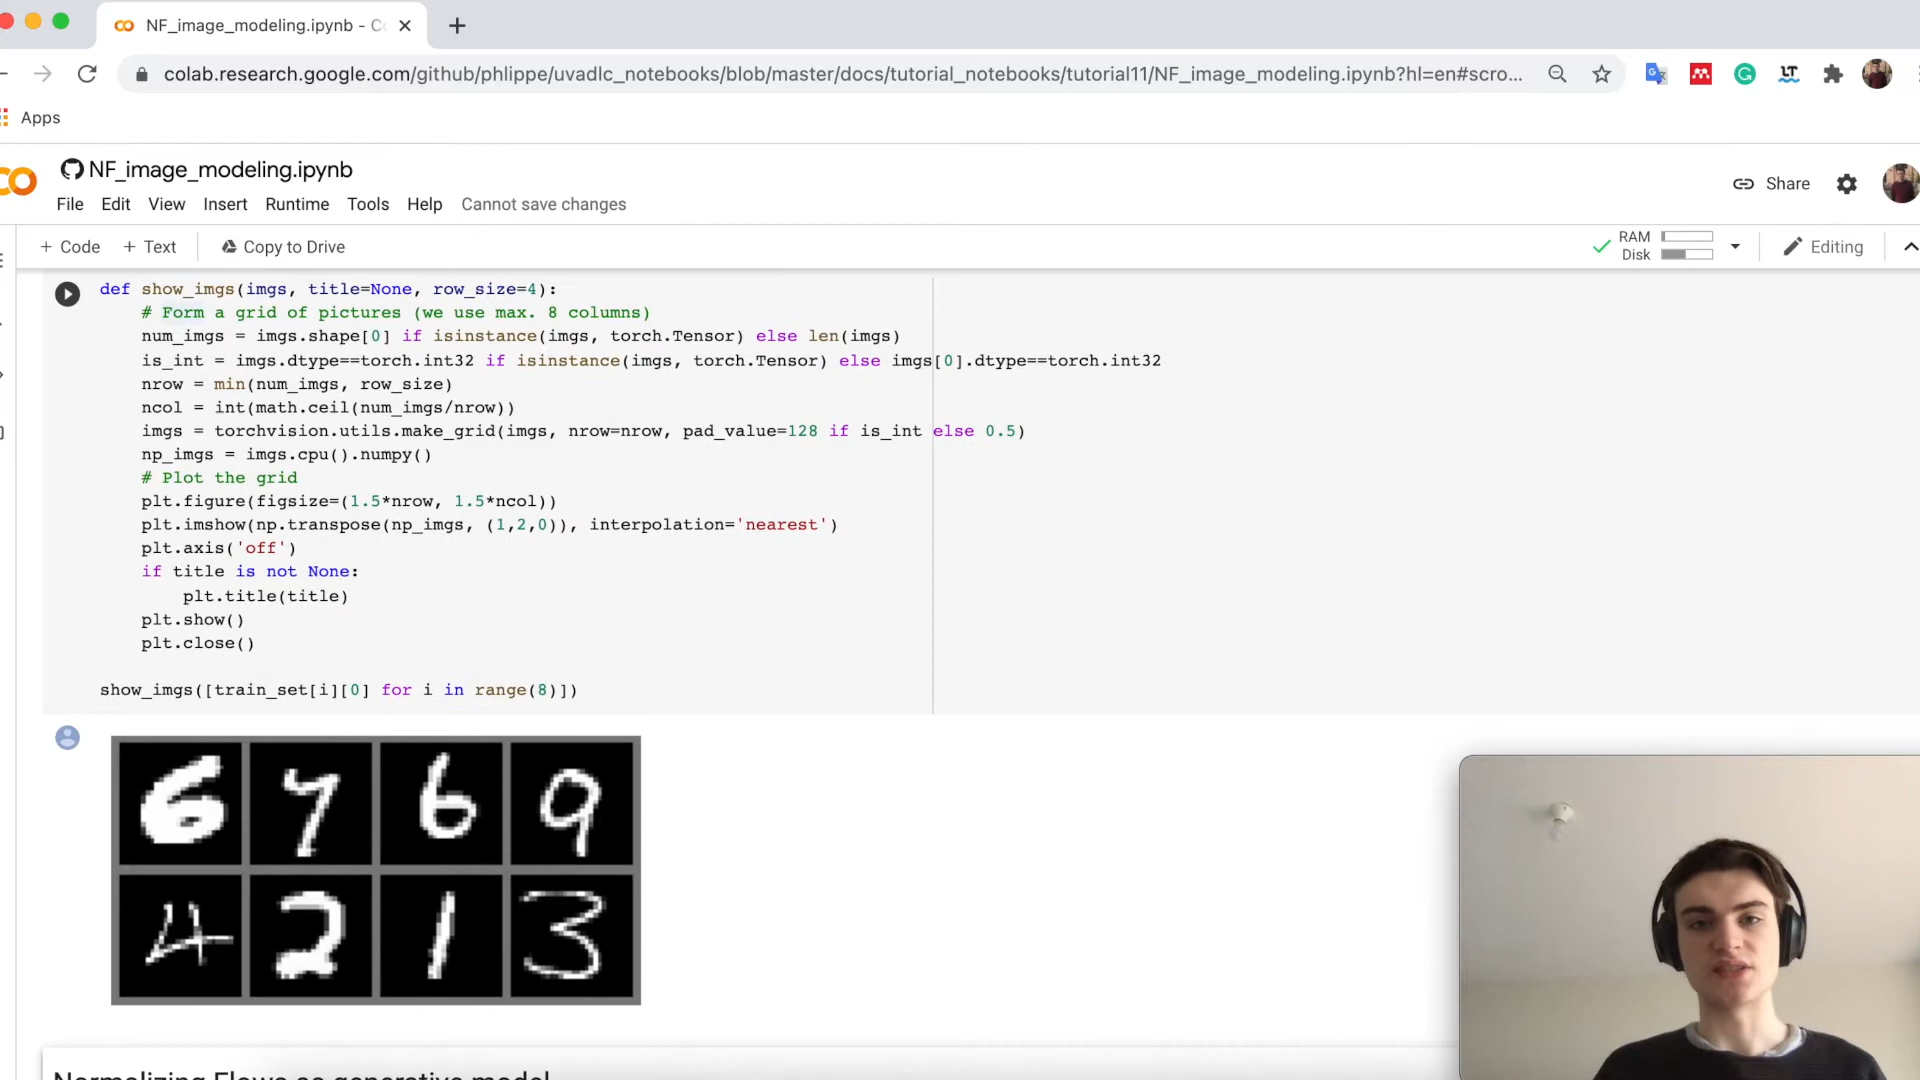 NF_image_modeling.ipynb - C
colab.research.google.com/github/phlippe/uvadlc_notebooks/blob/master/docs/tutorial_notebooks/tutorial11/NF_image_modeling.ipynb?hl=en#scro...
Apps
NF_image_modeling.ipynb
Share
File Edit View Insert Runtime Tools Help Cannot save changes
+ Code + Text Copy to Drive
RAM
Disk
Editing
def show_imgs(imgs, title=None, row_size=4):
# Form a grid of pictures (we use max. 8 columns)
num_imgs = imgs.shape[0] if isinstance(imgs, torch.Tensor) else len(imgs)
is_int = imgs.dtype==torch.int32 if isinstance(imgs, torch.Tensor) else imgs[0].dtype==torch.int32
nrow = min(num_imgs, row_size)
ncol = int(math.ceil(num_imgs/nrow))
imgs = torchvision.utils.make_grid(imgs, nrow=nrow, pad_value=128 if is_int else 0.5)
np_imgs = imgs.cpu().numpy()
# Plot the grid
plt.figure(figsize=(1.5*nrow, 1.5*ncol))
plt.imshow(np.transpose(np_imgs, (1,2,0)), interpolation='nearest')
plt.axis('off')
if title is not None:
plt.title(title)
plt.show()
plt.close()
show_imgs([train_set[i][0] for i in range(8)])
6 7 6 9
4 2 1 3
Normalizing Flows as generative model